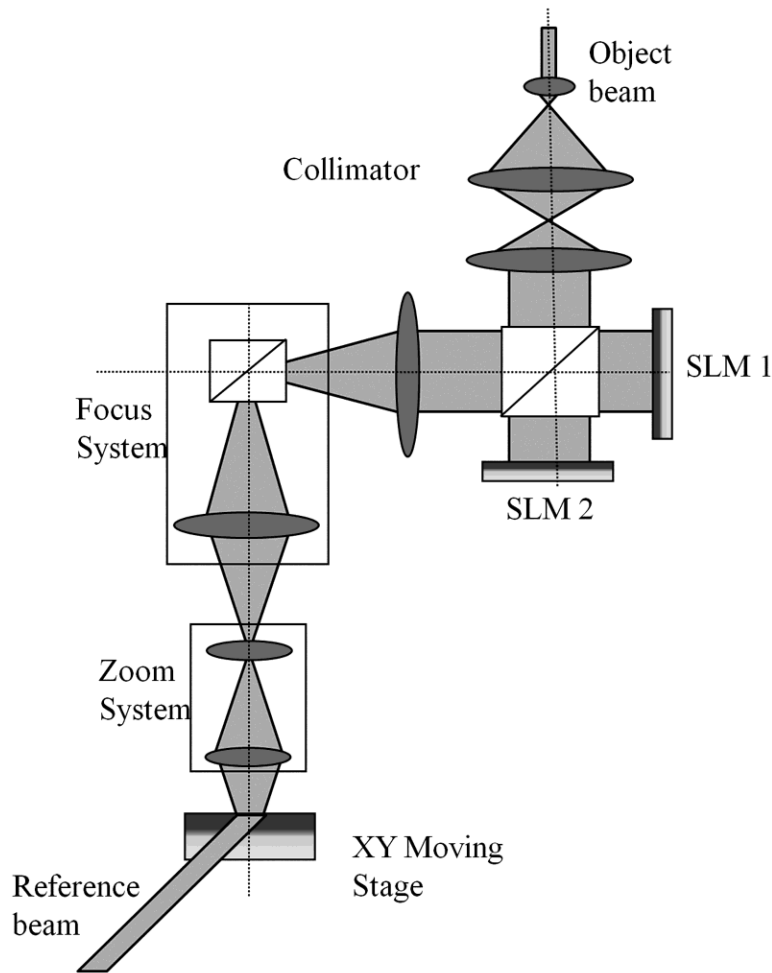 Object
beam
Collimator
SLM 1
Focus
System
SLM 2
Zoom
System
XY Moving
Stage
Reference
beam